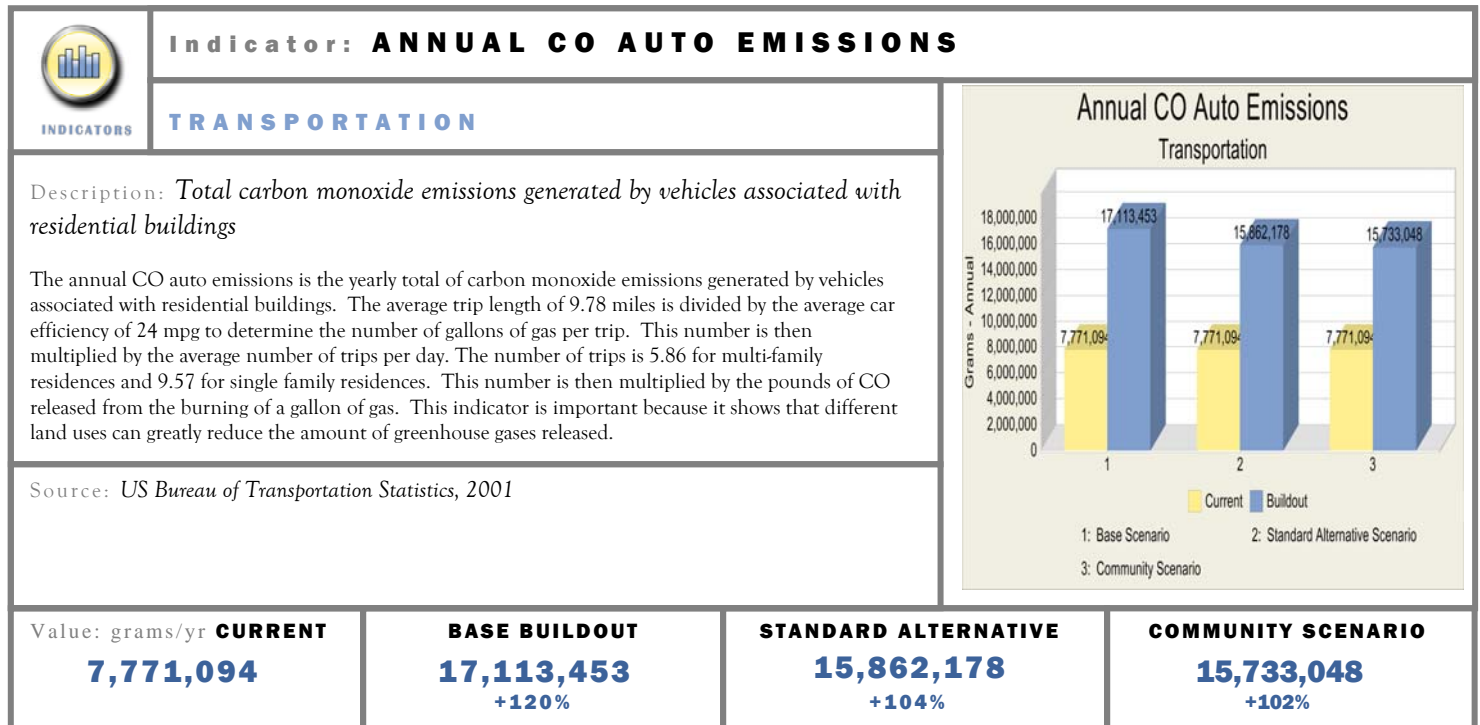 Indicator: ANNUAL CO AUTO EMISSIONS
INDICATORS
TRANSPORTATION
Description: Total carbon monoxide emissions generated by vehicles associated with
residential buildings
The annual CO auto emissions is the yearly total of carbon monoxide emissions generated by vehicles
associated with residential buildings. The average trip length of 9.78 miles is divided by the average car
efficiency of 24 mpg to determine the number of gallons of gas per trip. This number is then
multiplied by the average number of trips per day. The number of trips is 5.86 for multi-family
residences and 9.57 for single family residences. This number is then multiplied by the pounds of CO
released from the burning of a gallon of gas. This indicator is important because it shows that different
land uses can greatly reduce the amount of greenhouse gases released.
Source: US Bureau of Transportation Statistics, 2001
Annual CO Auto Emissions
Transportation
Grams - Annual
18,000,000
16,000,000
14,000,000
12,000,000
10,000,000
8,000,000
6,000,000
4,000,000
2,000,000
0
7,771,094
17,113,453
7,771,094
15,862,178
7,771,094
15,733,048
1 2 3
Current Buildout
1: Base Scenario 2: Standard Alternative Scenario
3: Community Scenario
Value: grams/yr CURRENT
7,771,094
BASE BUILDOUT
17,113,453
+120%
STANDARD ALTERNATIVE
15,862,178
+104%
COMMUNITY SCENARIO
15,733,048
+102%